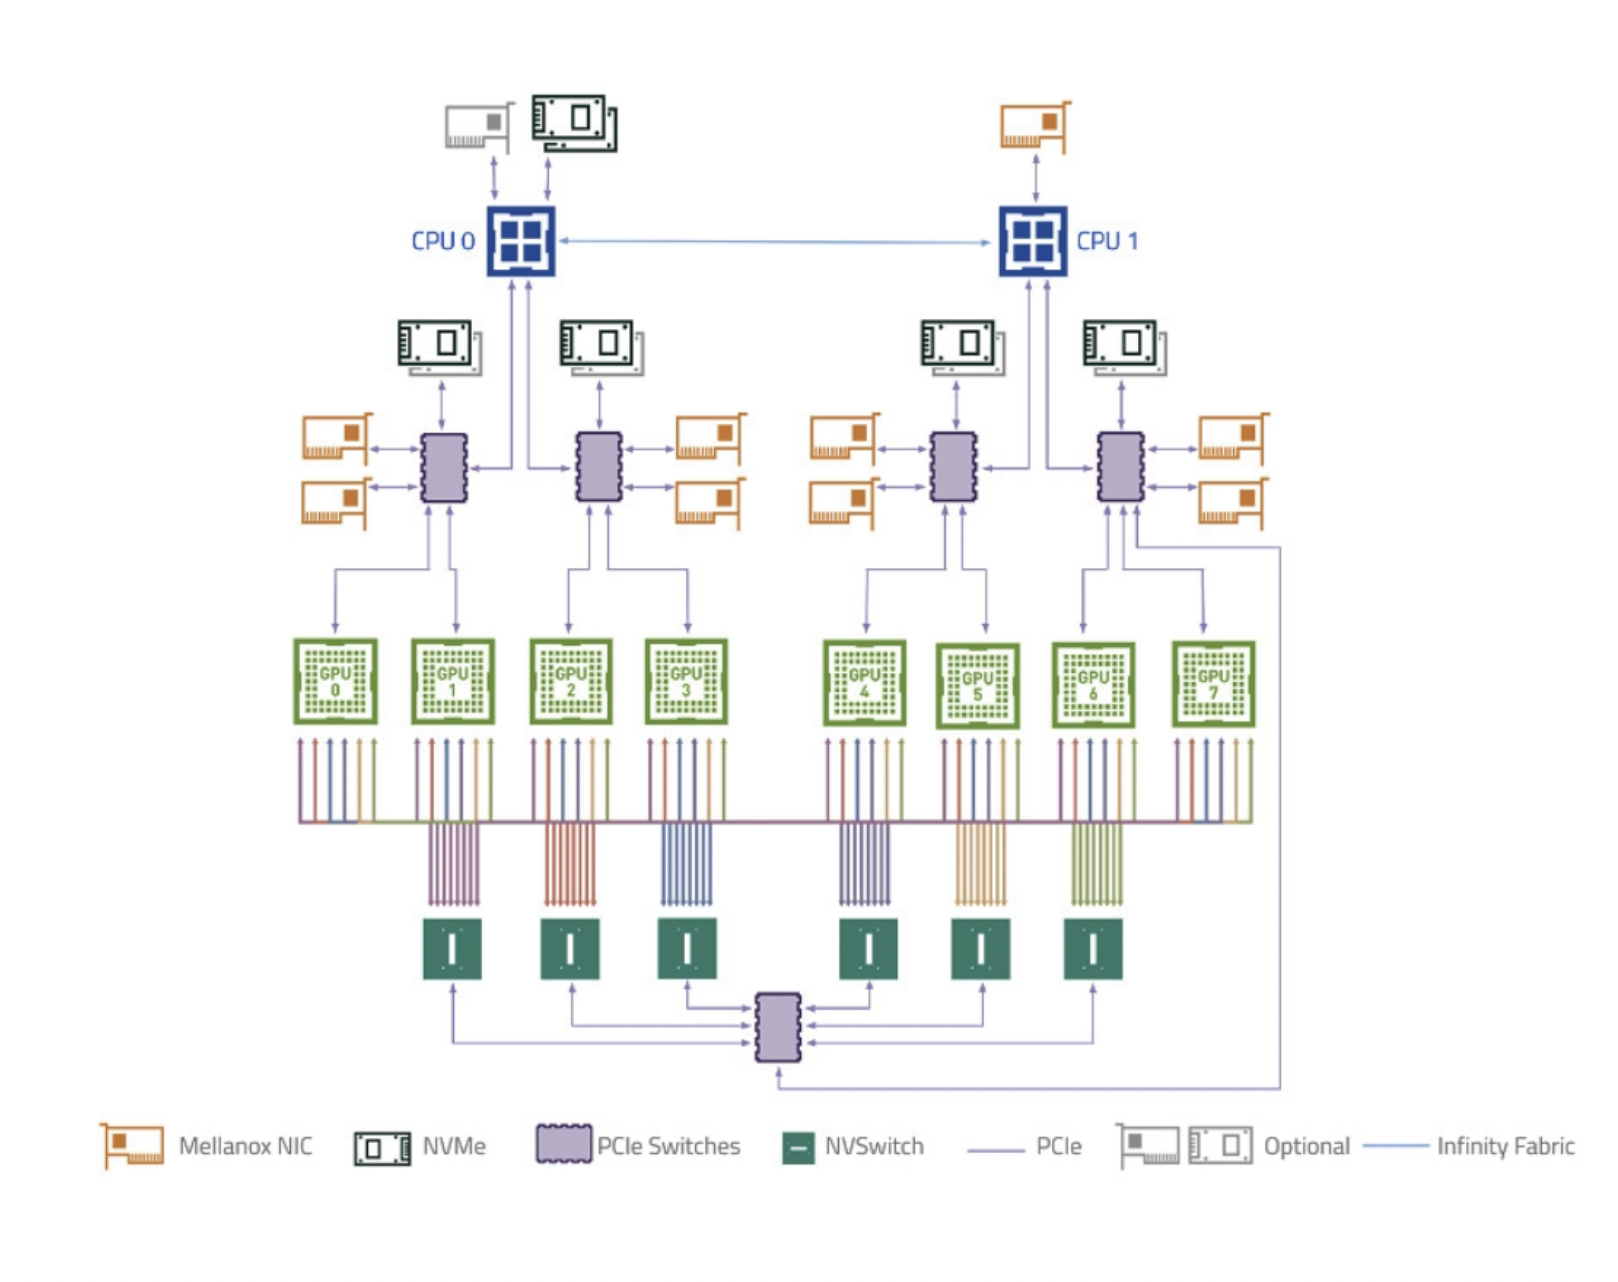 CPU 0
CPU 1
GPU
0
GPU
1
GPU
2
GPU
3
GPU
4
GPU
5
GPU
6
GPU
7
Mellanox NIC
NVMe
PCIe Switches
NVSwitch
PCIe
Optional
Infinity Fabric